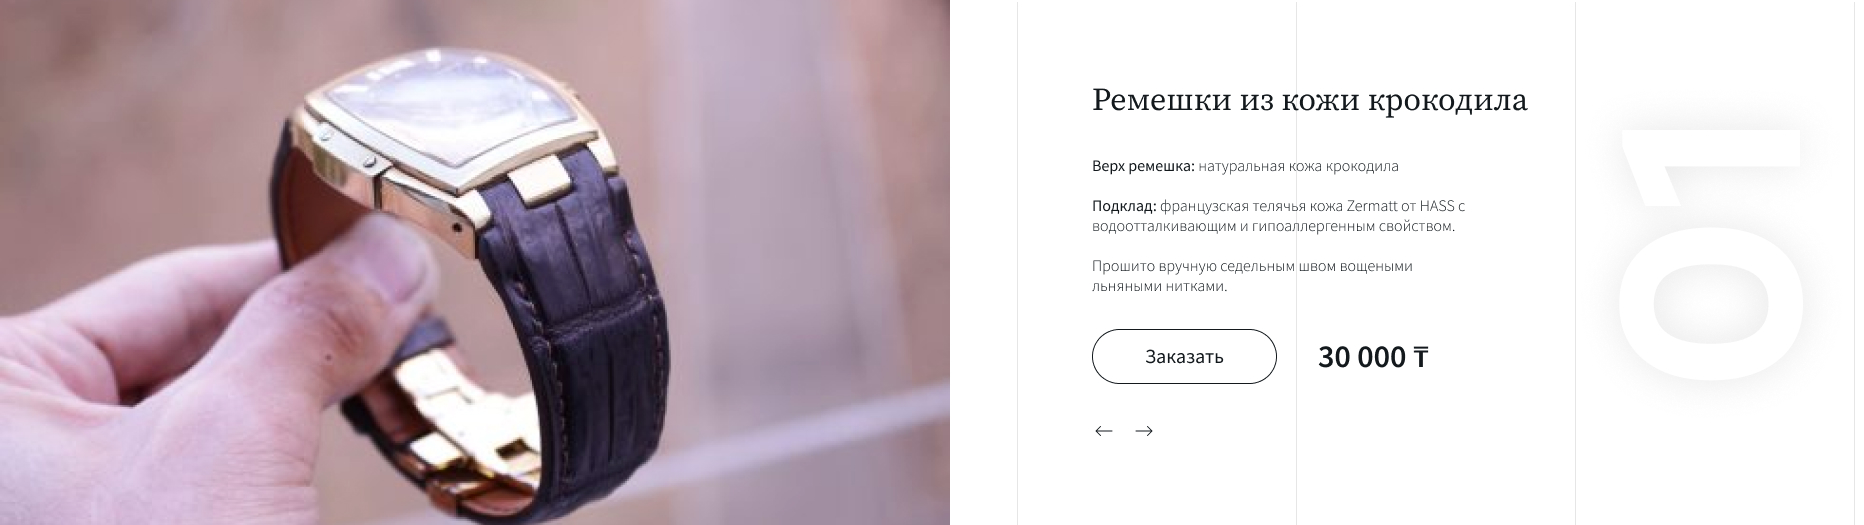 Ремешки из кожи крокодила
Верх ремешка: натуральная кожа крокодила
Подклад: французская телячья кожа Zermatt от HASS с
водоотталкивающим и гипоаллергенным свойством.
Прошито вручную седельным швом вощеными
льняными нитками.
Заказать
30 000 ₸
01